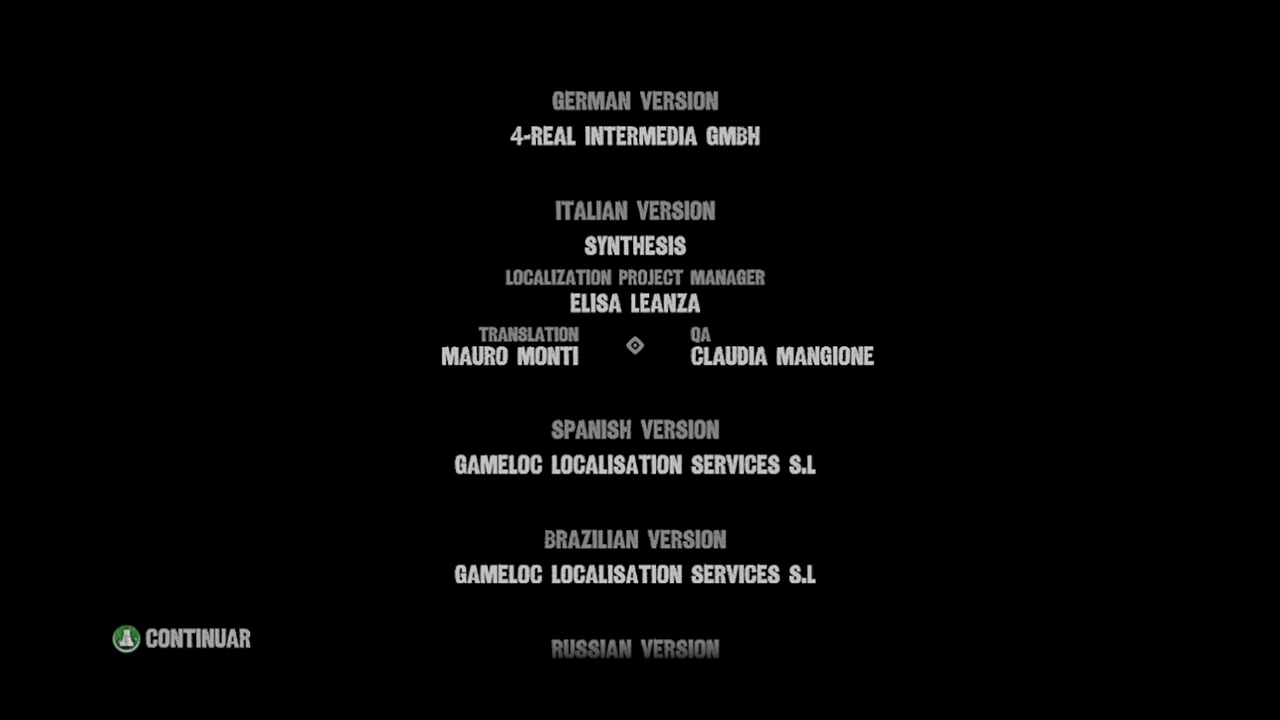 GERMAN VERSION
4-REAL INTERMEDIA GMBH
ITALIAN VERSION
SYNTHESIS
LOCALIZATION PROJECT MANAGER
ELISA LEANZA
TRANSLATION
MAURO MONTI
QA
CLAUDIA MANGIONE
SPANISH VERSION
GAMELOC LOCALISATION SERVICES S.L
BRAZILIAN VERSION
GAMELOC LOCALISATION SERVICES S.L
A CONTINUAR
RUSSIAN VERSION